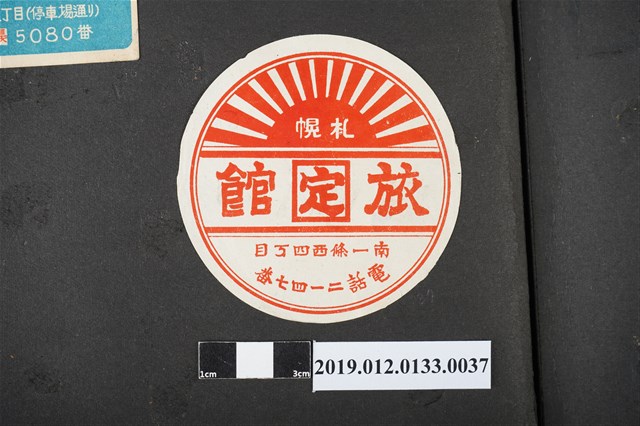 丁目(停車場通り)
5080番
札幌
旅定館
南一條西四丁目
電話二一四七番
1cm 3cm
2019.012.0133.0037